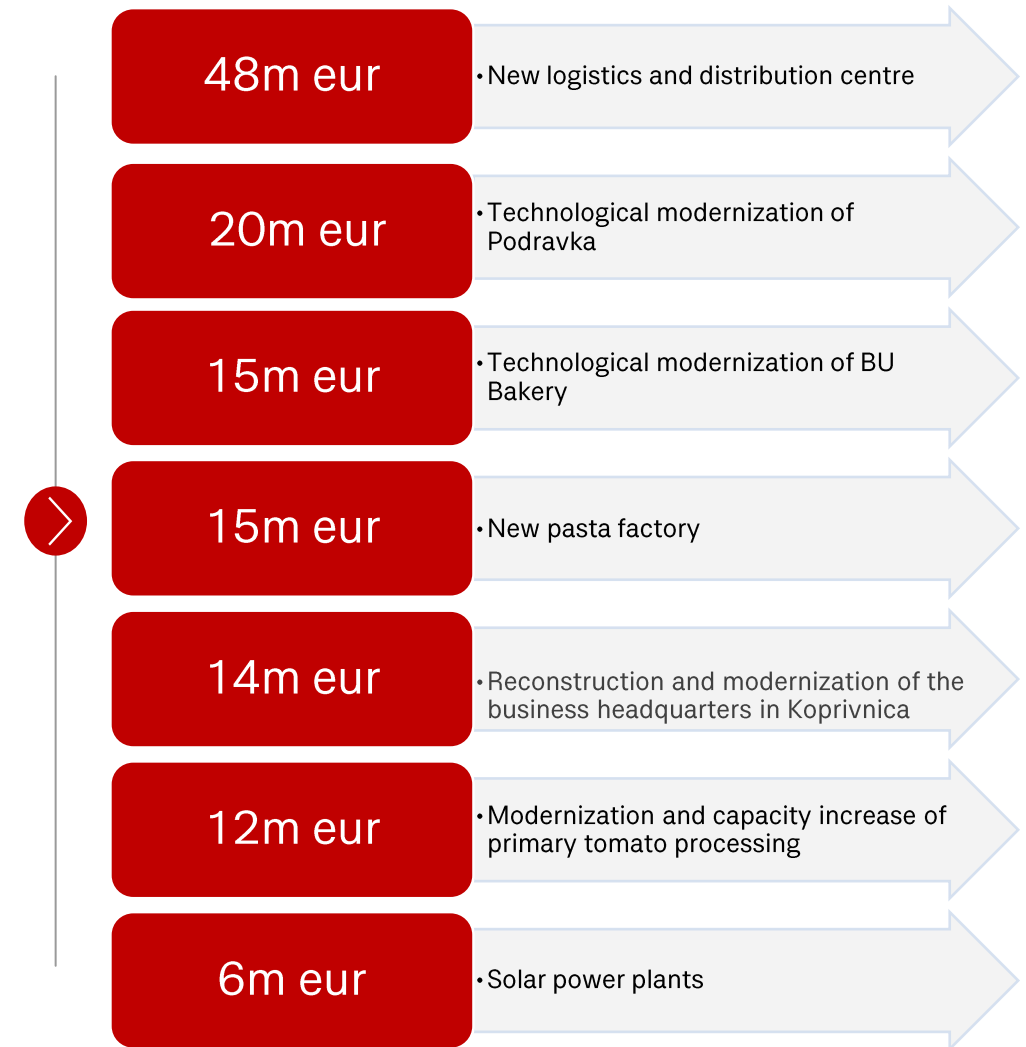 48m eur
•New logistics and distribution centre
20m eur
•Technological modernization of
Podravka
15m eur
•Technological modernization of BU
Bakery
15m eur
•New pasta factory
14m eur
•Reconstruction and modernization of the
business headquarters in Koprivnica
12m eur
•Modernization and capacity increase of
primary tomato processing
6m eur
•Solar power plants